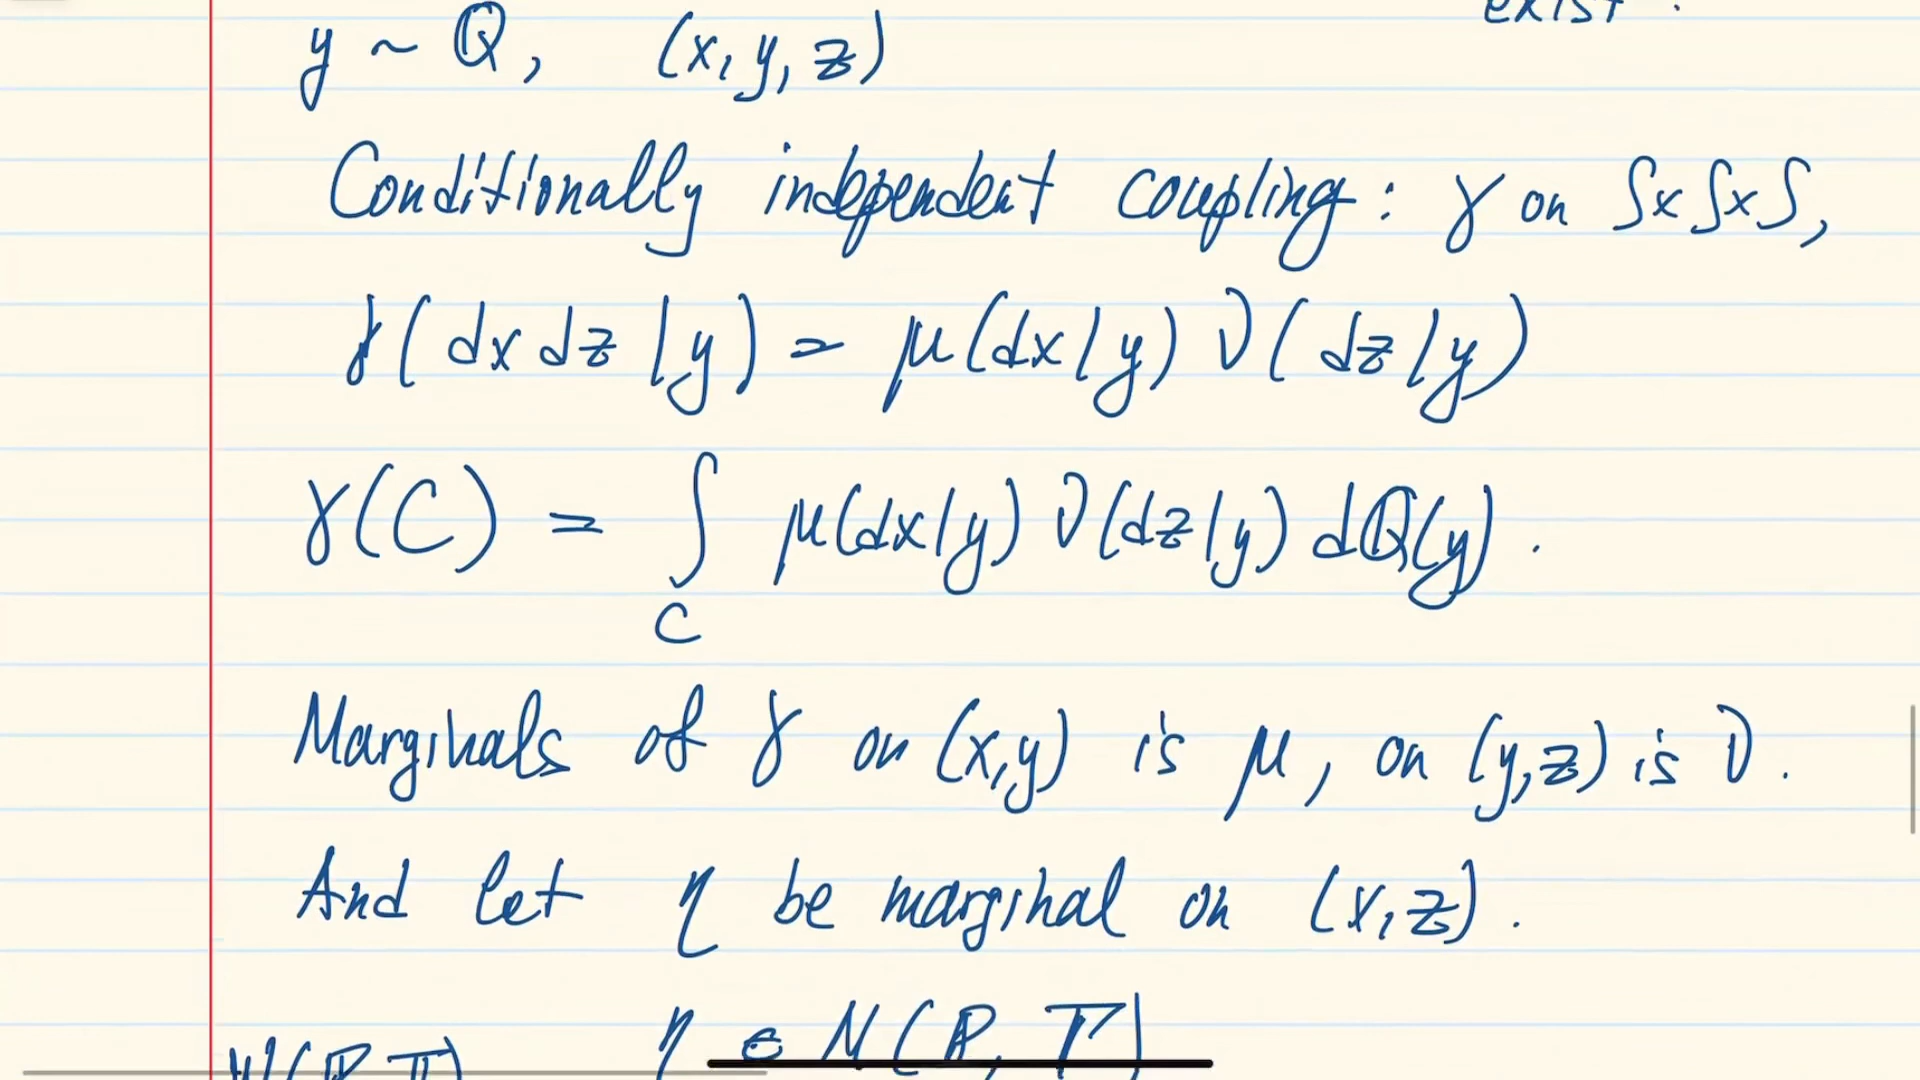 exist.
y ~ ℚ, (x, y, z)
Conditionally independent coupling: γ on S×S×S,
γ(dx dz | y) = μ(dx | y) ν(dz | y)
γ(C) = ∫_C μ(dx | y) ν(dz | y) dℚ(y).
Marginals of γ on (x,y) is μ, on (y,z) is ν.
And let η be marginal on (x,z).
η ∈ M(ℙ, 𝕋)
W(ℙ, 𝕋)